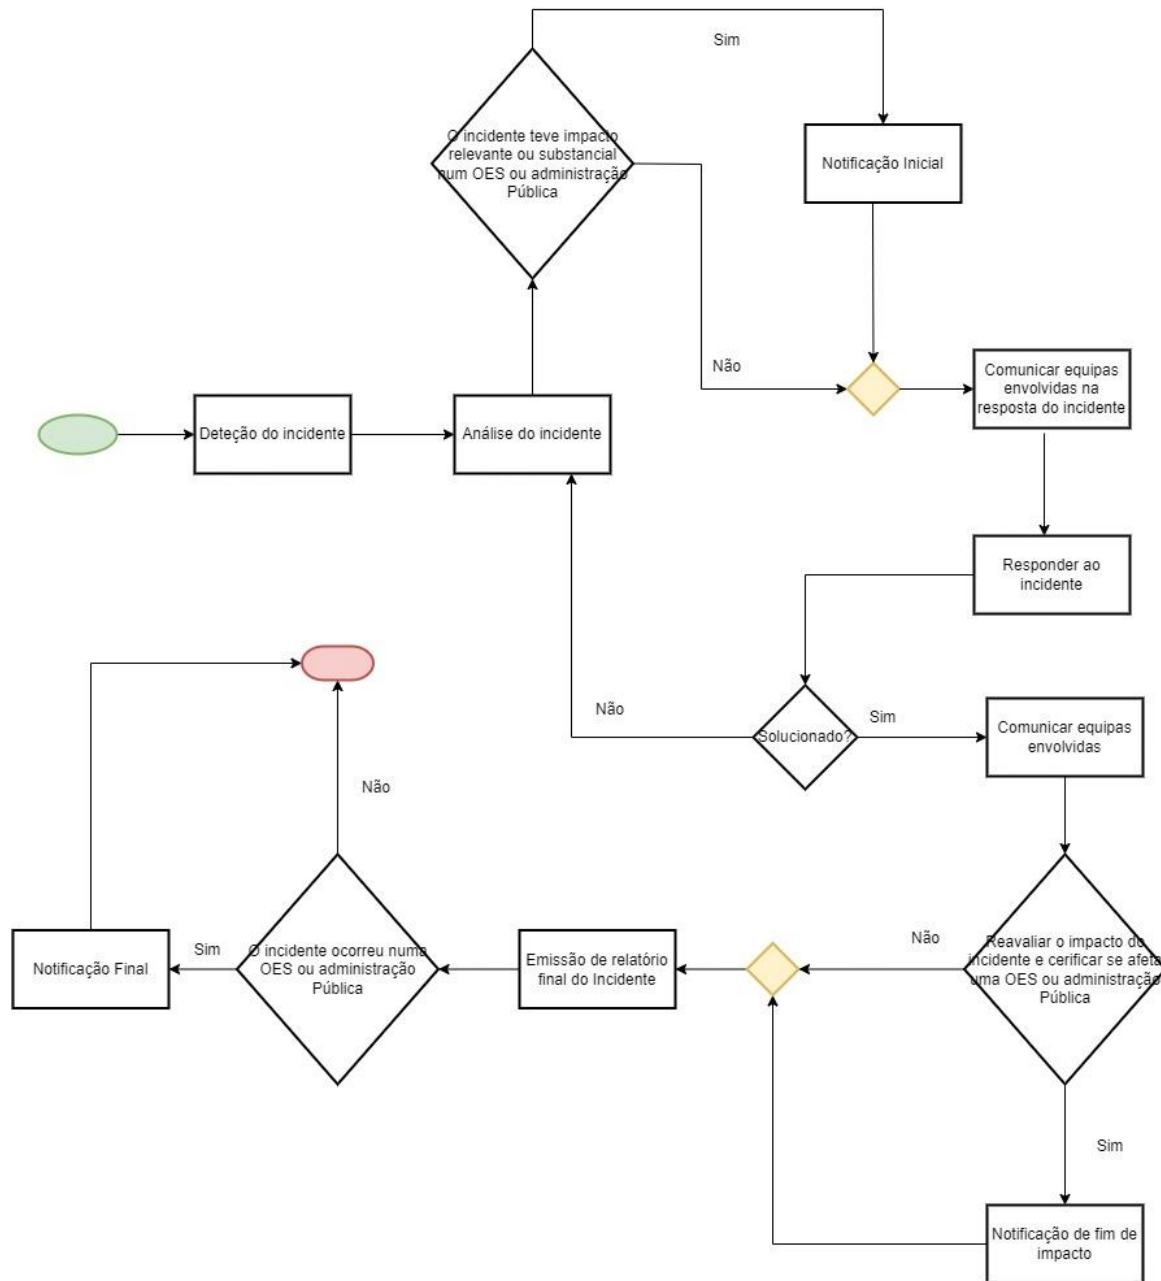 Sim
O incidente teve impacto
relevante ou substancial
num OES ou administração
Pública
Notificação Inicial
Não
Comunicar equipas
envolvidas na
resposta do incidente
Deteção do incidente
Análise do incidente
Responder ao
incidente
Não
Solucionado?
Sim
Comunicar equipas
envolvidas
Não
Notificação Final
Sim
O incidente ocorreu numa
OES ou administração
Pública
Emissão de relatório
final do Incidente
Não
Reavaliar o impacto do
incidente e cerificar se afeta
uma OES ou administração
Pública
Sim
Notificação de fim de
impacto